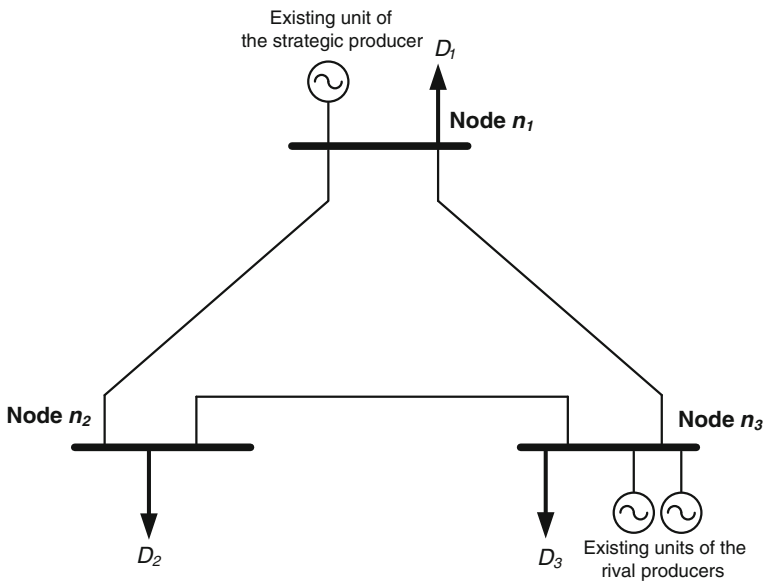 Existing unit of
the strategic producer
D1
Node n1
Node n2
Node n3
D2
D3
Existing units of the
rival producers